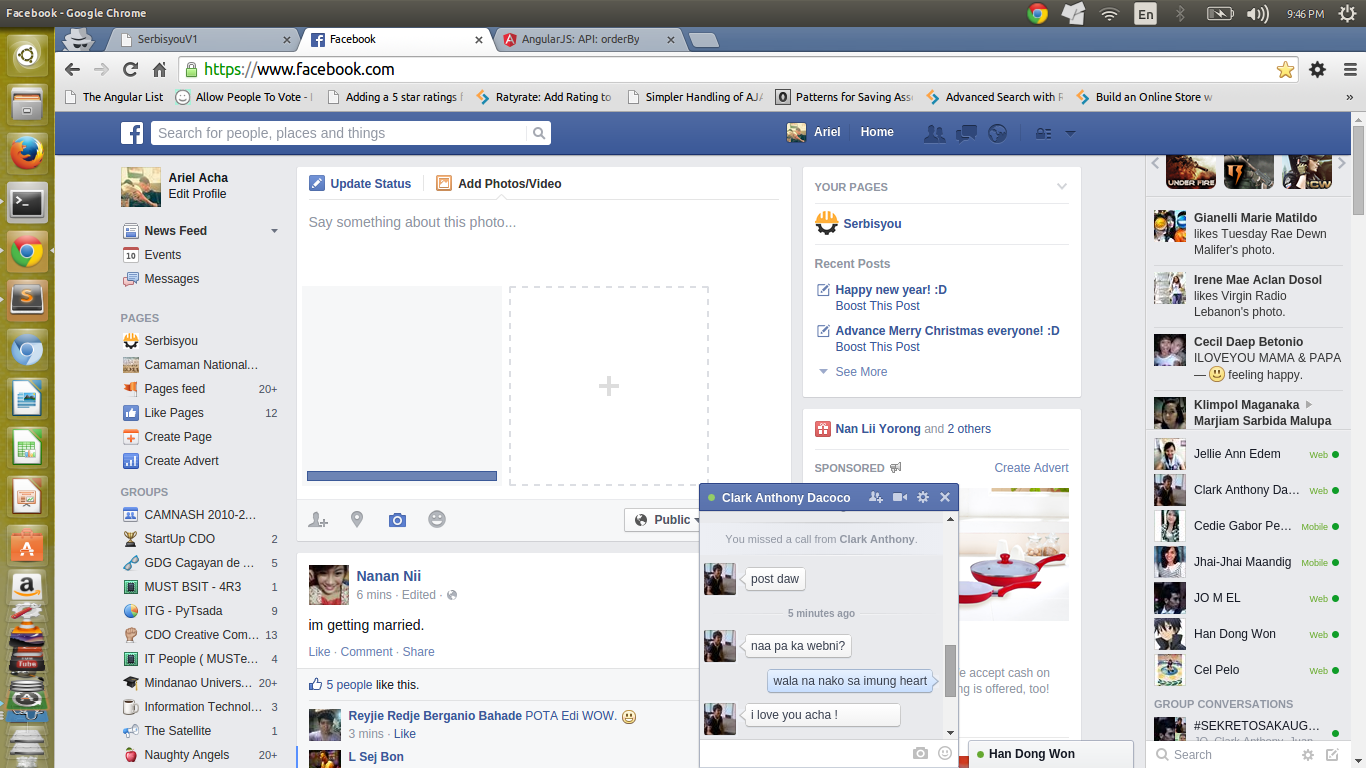 Facebook - Google Chrome
En
9:46 PM
SerbisyouV1
Facebook
AngularJS: API: orderBy
https://www.facebook.com
The Angular List
Allow People To Vote -
Adding a 5 star ratings f
Ratyrate: Add Rating to
Simpler Handling of AJA
Patterns for Saving Ass
Advanced Search with R
Build an Online Store w
»
Search for people, places and things
Ariel
Home
Ariel Acha
Edit Profile
News Feed
10 Events
Messages
PAGES
Serbisyou
Camaman National...
Pages feed 20+
Like Pages 12
Create Page
Create Advert
GROUPS
CAMNASH 2010-2...
StartUp CDO 2
GDG Cagayan de ... 5
MUST BSIT - 4R3 1
ITG - PyTsada 9
CDO Creative Com... 13
IT People ( MUSTe... 4
Mindanao Univers... 20+
Information Technol... 3
The Satellite 1
Naughty Angels 20+
Update Status
Add Photos/Video
Say something about this photo...
Public
Nanan Nii
6 mins · Edited ·
im getting married.
Like · Comment · Share
5 people like this.
Reyjie Redje Berganio Bahade POTA Edi WOW.
3 mins · Like
L Sej Bon
YOUR PAGES
Serbisyou
Recent Posts
Happy new year! :D
Boost This Post
Advance Merry Christmas everyone! :D
Boost This Post
See More
Nan Lii Yorong and 2 others
SPONSORED
Create Advert
e accept cash on
g is offered, too!
Clark Anthony Dacoco
You missed a call from Clark Anthony.
post daw
5 minutes ago
naa pa ka webni?
wala na nako sa imung heart
i love you acha !
Han Dong Won
UNDER FIRE
ICW
Gianelli Marie Matildo
likes Tuesday Rae Dewn
Malifer's photo.
Irene Mae Aclan Dosol
likes Virgin Radio
Lebanon's photo.
Cecil Daep Betonio
ILOVEYOU MAMA & PAPA
— feeling happy.
Klimpol Maganaka
Marjiam Sarbida Malupa
Jellie Ann Edem Web
Clark Anthony Da... Web
Cedie Gabor Pe... Mobile
Jhai-Jhai Maandig Mobile
JO M EL Web
Han Dong Won Web
Cel Pelo Web
GROUP CONVERSATIONS
#SEKRETOSAKAUG...
Search